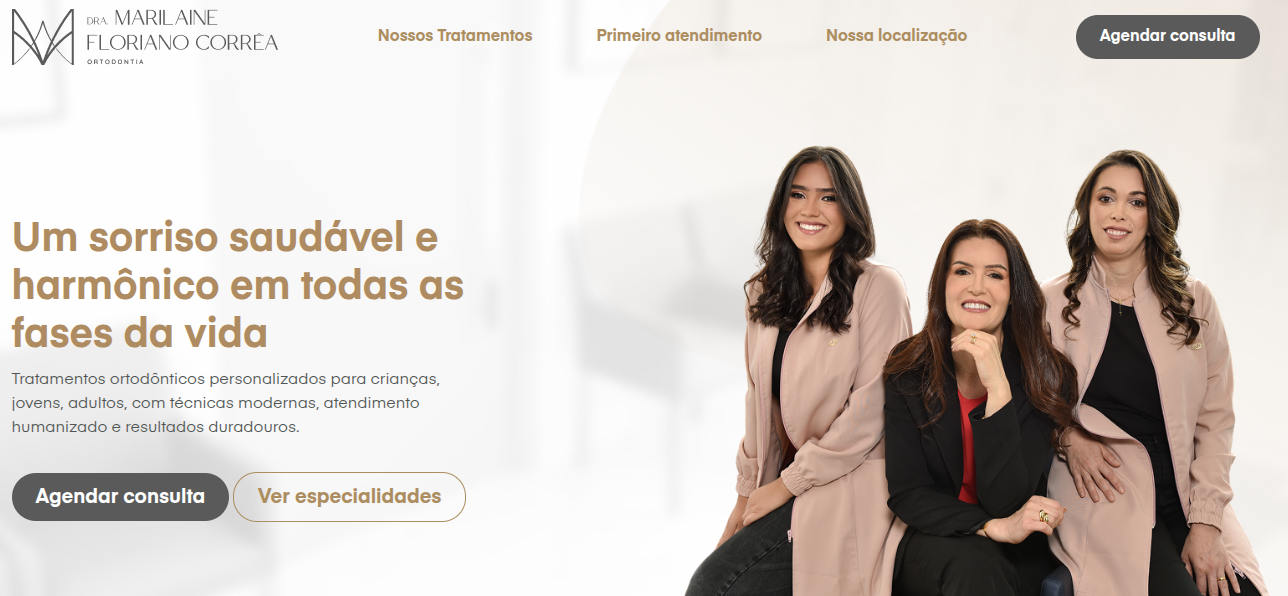 DRA. MARILAINE
FLORIANO CORRÊA
ORTODONTIA
Nossos Tratamentos
Primeiro atendimento
Nossa localização
Agendar consulta
Um sorriso saudável e
harmônico em todas as
fases da vida
Tratamentos ortodônticos personalizados para crianças,
jovens, adultos, com técnicas modernas, atendimento
humanizado e resultados duradouros.
Agendar consulta
Ver especialidades